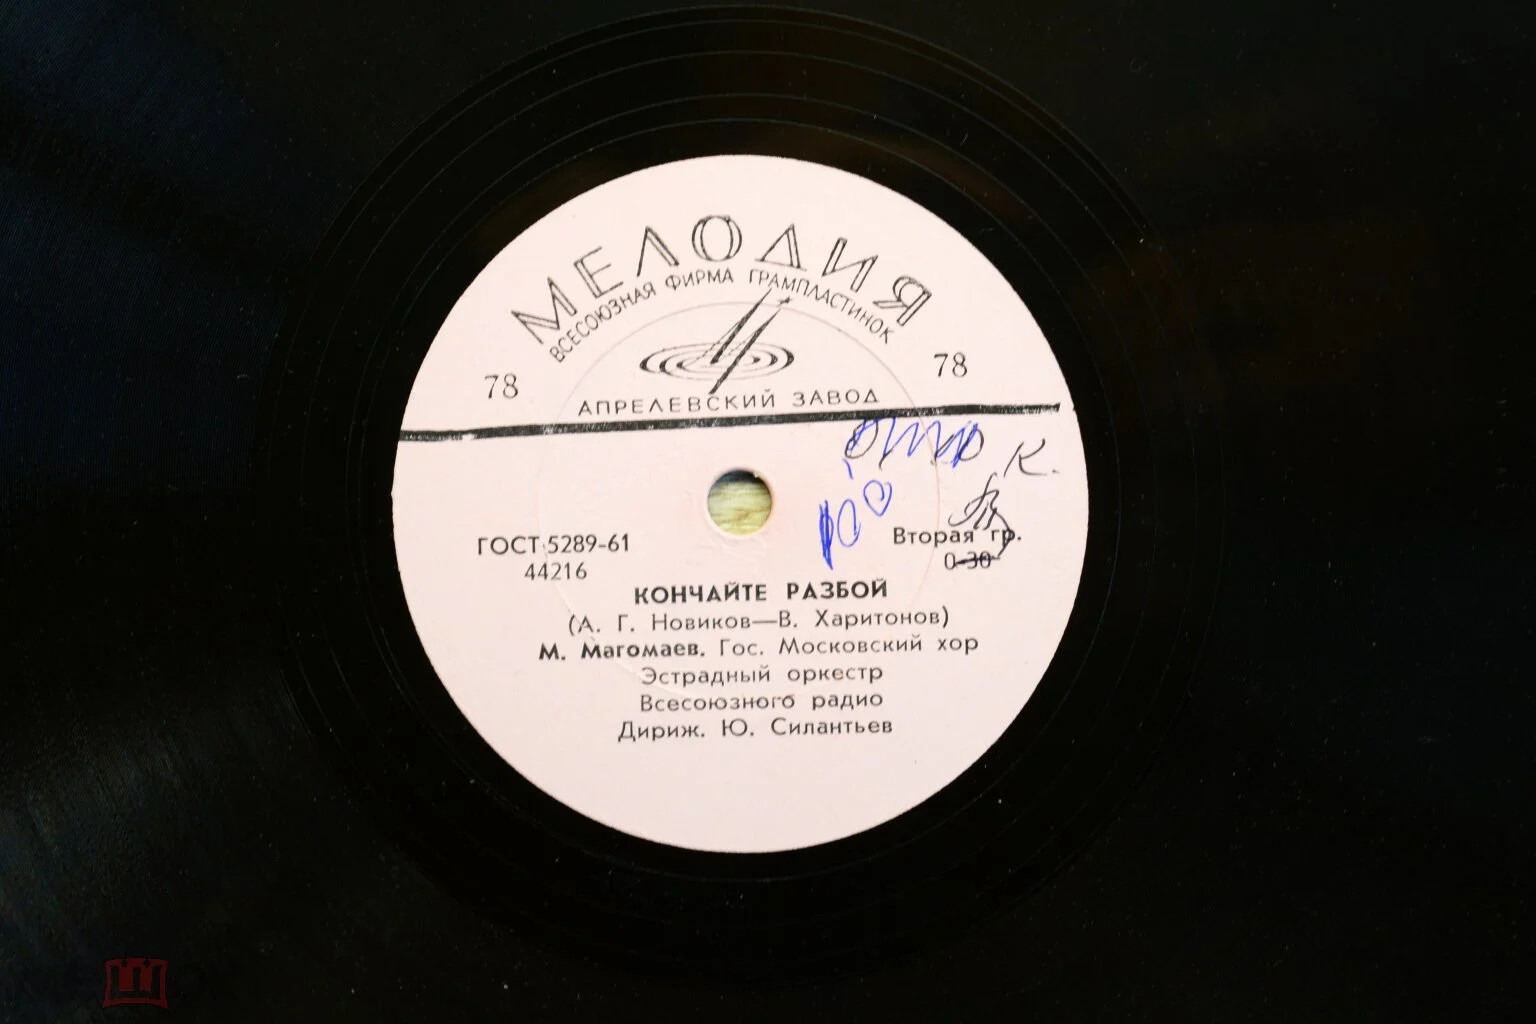 МЕЛОДИЯ
ВСЕСОЮЗНАЯ ФИРМА ГРАМПЛАСТИНОК
78 78
АПРЕЛЕВСКИЙ ЗАВОД
К.
ГОСТ 5289-61 Вторая гр.
44216 0-30
КОНЧАЙТЕ РАЗБОЙ
(А. Г. Новиков—В. Харитонов)
М. Магомаев. Гос. Московский хор
Эстрадный оркестр
Всесоюзного радио
Дириж. Ю. Силантьев